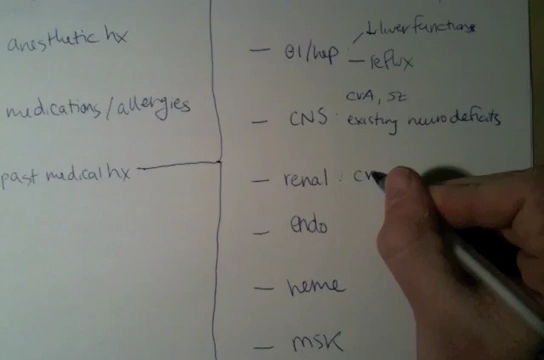 anesthetic hx
medications/allergies
past medical hx
↓ liver function
— GI/hep
— reflux
CVA, SZ
— CNS : existing neuro deficits
— renal :
— endo
— heme
— MSK